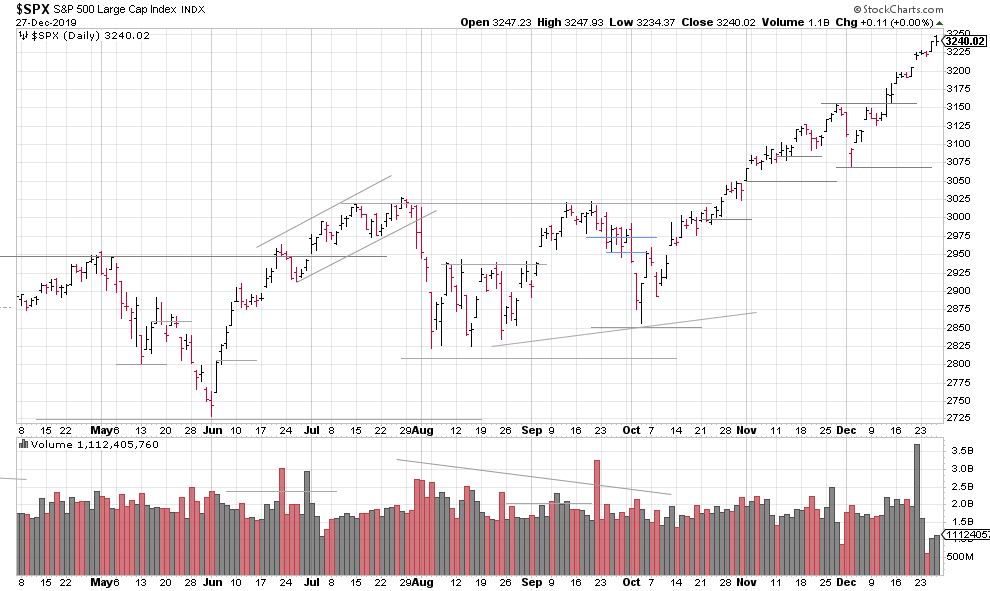 $SPX S&P 500 Large Cap Index INDX ©StockCharts.com
27-Dec-2019 Open 3247.23 High 3247.93 Low 3234.37 Close 3240.02 Volume 1.1B Chg +0.11 (+0.00%)
$SPX (Daily) 3240.02
3250
3240.02
3225
3200
3175
3150
3125
3100
3075
3050
3025
3000
2975
2950
2925
2900
2875
2850
2825
2800
2775
2750
2725
8 15 22 May 6 13 20 28 Jun 10 17 24 Jul 8 15 22 29 Aug 12 19 26 Sep 9 16 23 Oct 7 14 21 28 Nov 11 18 25 Dec 9 16 23
Volume 1,112,405,760
3.5B
3.0B
2.5B
2.0B
1.5B
500M
8 15 22 May 6 13 20 28 Jun 10 17 24 Jul 8 15 22 29 Aug 12 19 26 Sep 9 16 23 Oct 7 14 21 28 Nov 11 18 25 Dec 9 16 23